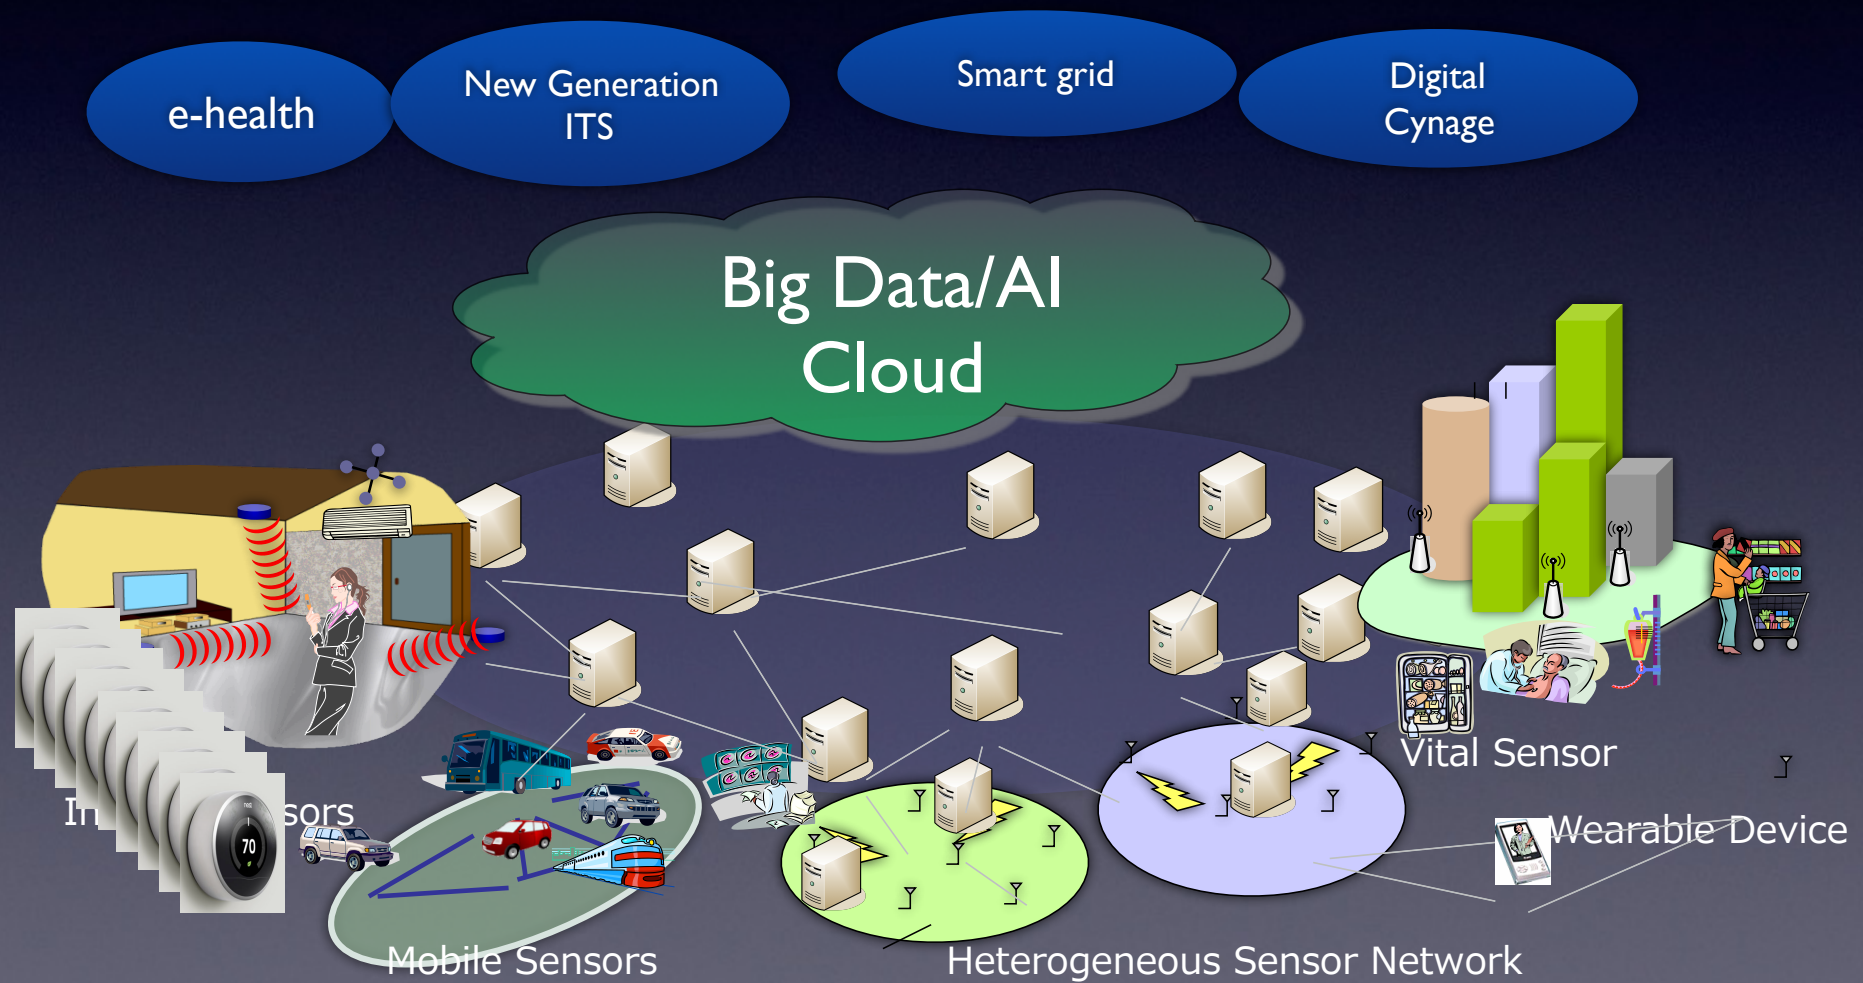 e-health
New Generation
ITS
Smart grid
Digital
Cynage
Big Data/AI
Cloud
Vital Sensor
nest
70
Wearable Device
Mobile Sensors
Heterogeneous Sensor Network